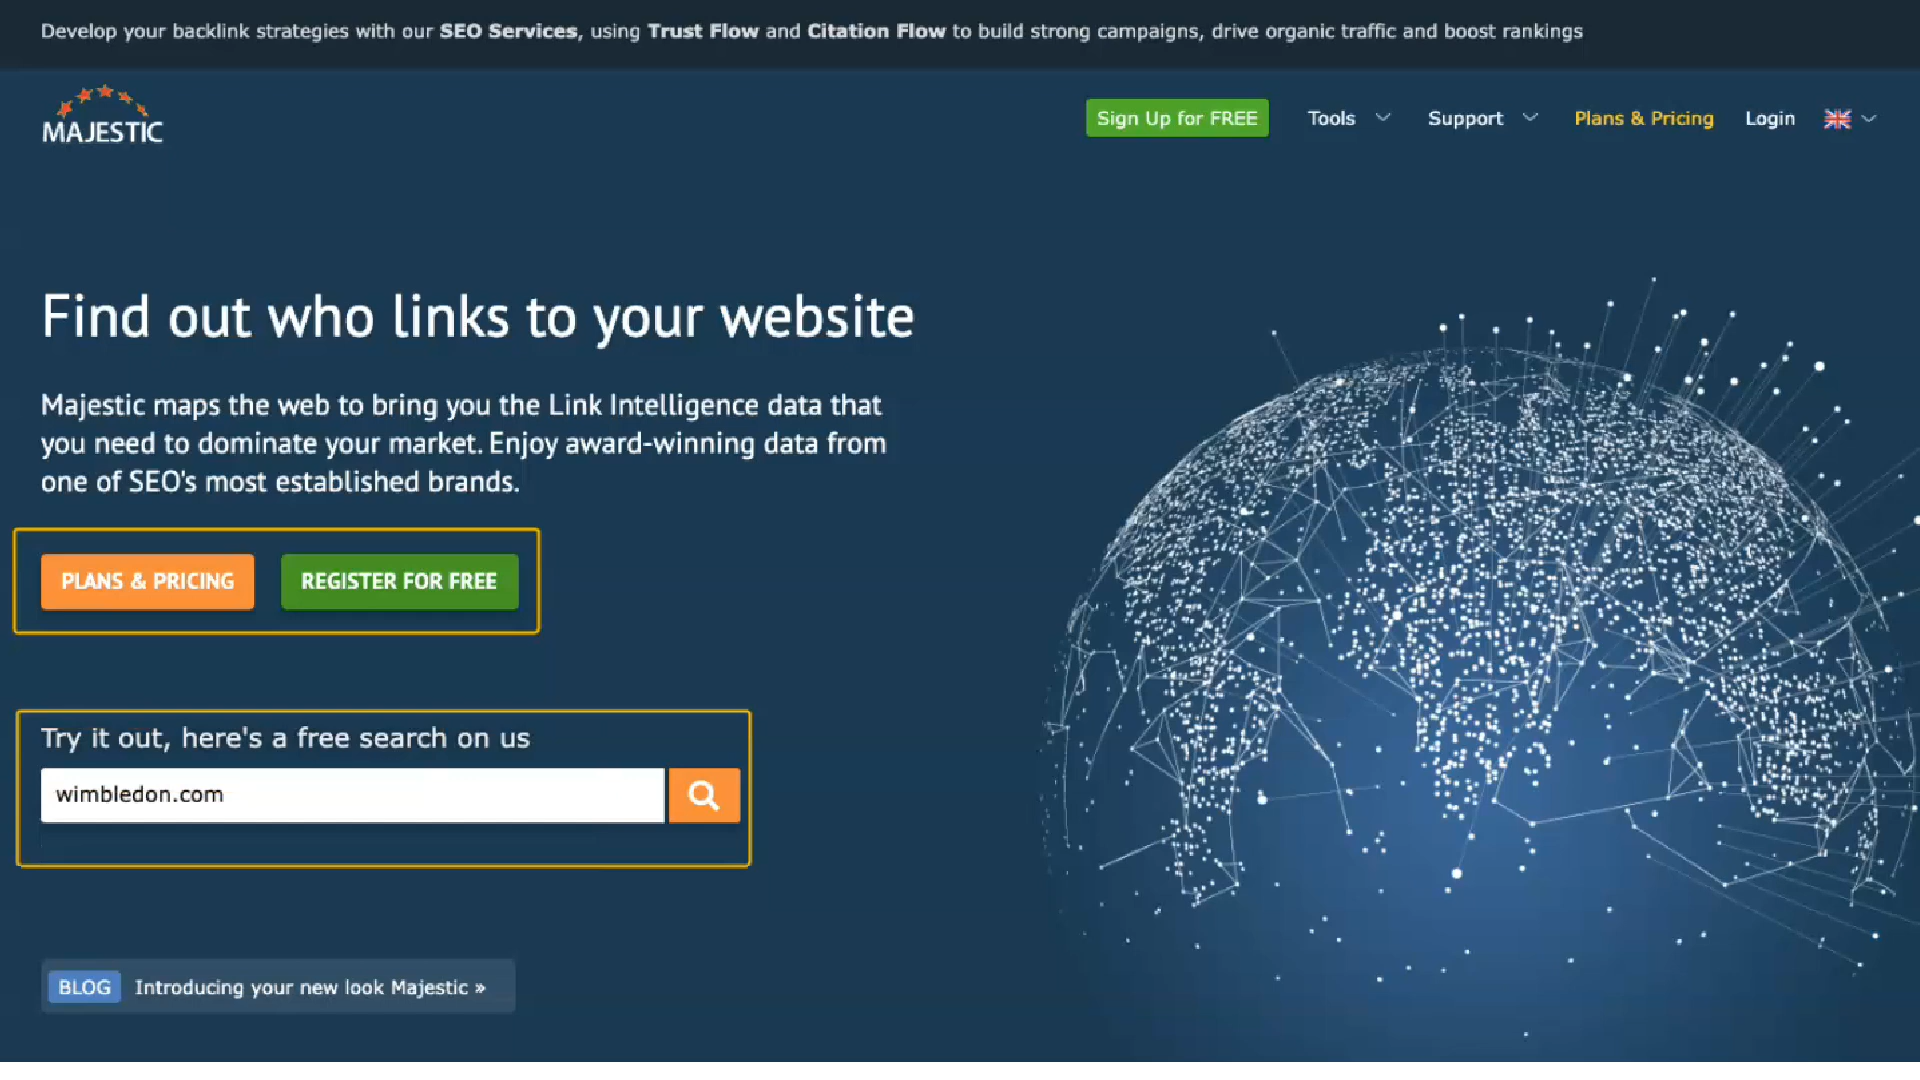 Develop your backlink strategies with our SEO Services, using Trust Flow and Citation Flow to build strong campaigns, drive organic traffic and boost rankings
MAJESTIC
Sign Up for FREE
Tools
Support
Plans & Pricing
Login
Find out who links to your website
Majestic maps the web to bring you the Link Intelligence data that
you need to dominate your market. Enjoy award-winning data from
one of SEO's most established brands.
PLANS & PRICING
REGISTER FOR FREE
Try it out, here's a free search on us
wimbledon.com
BLOG Introducing your new look Majestic »